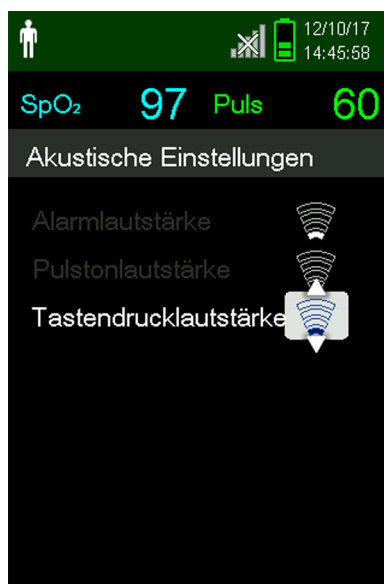 12/10/17
14:45:58
SpO₂ 97 Puls 60
Akustische Einstellungen
Alarmlautstärke
Pulstonlautstärke
Tastendrucklautstärke